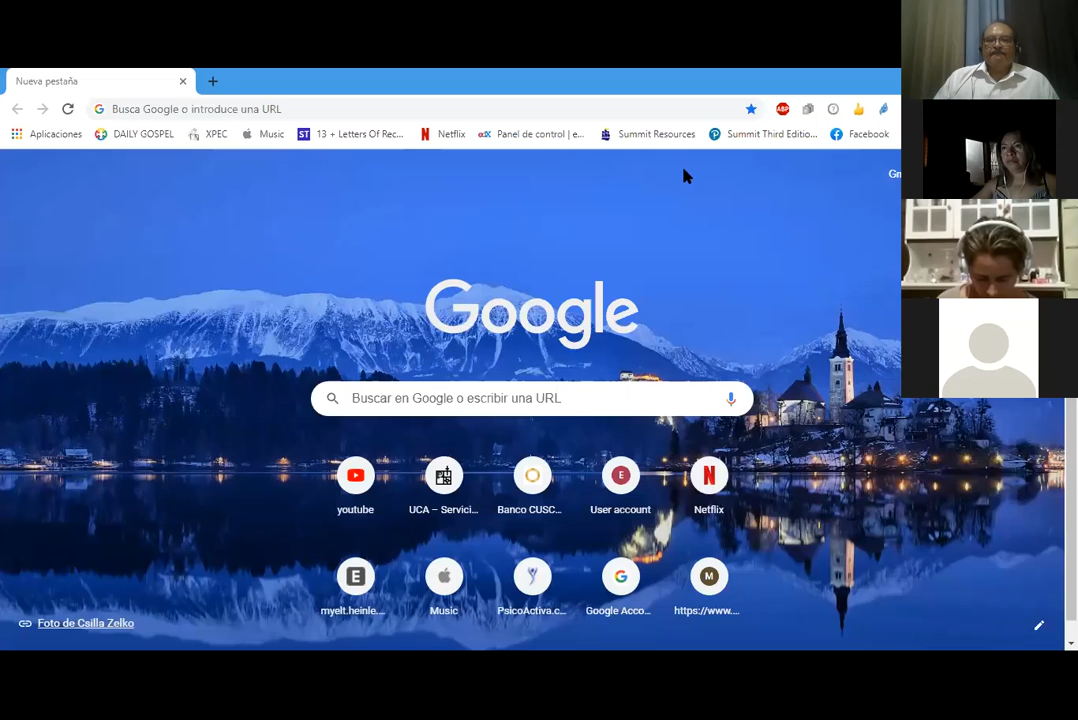 Nueva pestaña
Busca Google o introduce una URL
ABP
Aplicaciones DAILY GOSPEL XPEC Music ST 13 + Letters Of Rec... N Netflix Panel de control | e... Summit Resources Summit Third Editio... Facebook
Google
Buscar en Google o escribir una URL
E N
youtube UCA – Servici... Banco CUSC... User account Netflix
E G M
myelt.heinle.... Music PsicoActiva.c... Google Acco... https://www....
Foto de Csilla Zelko